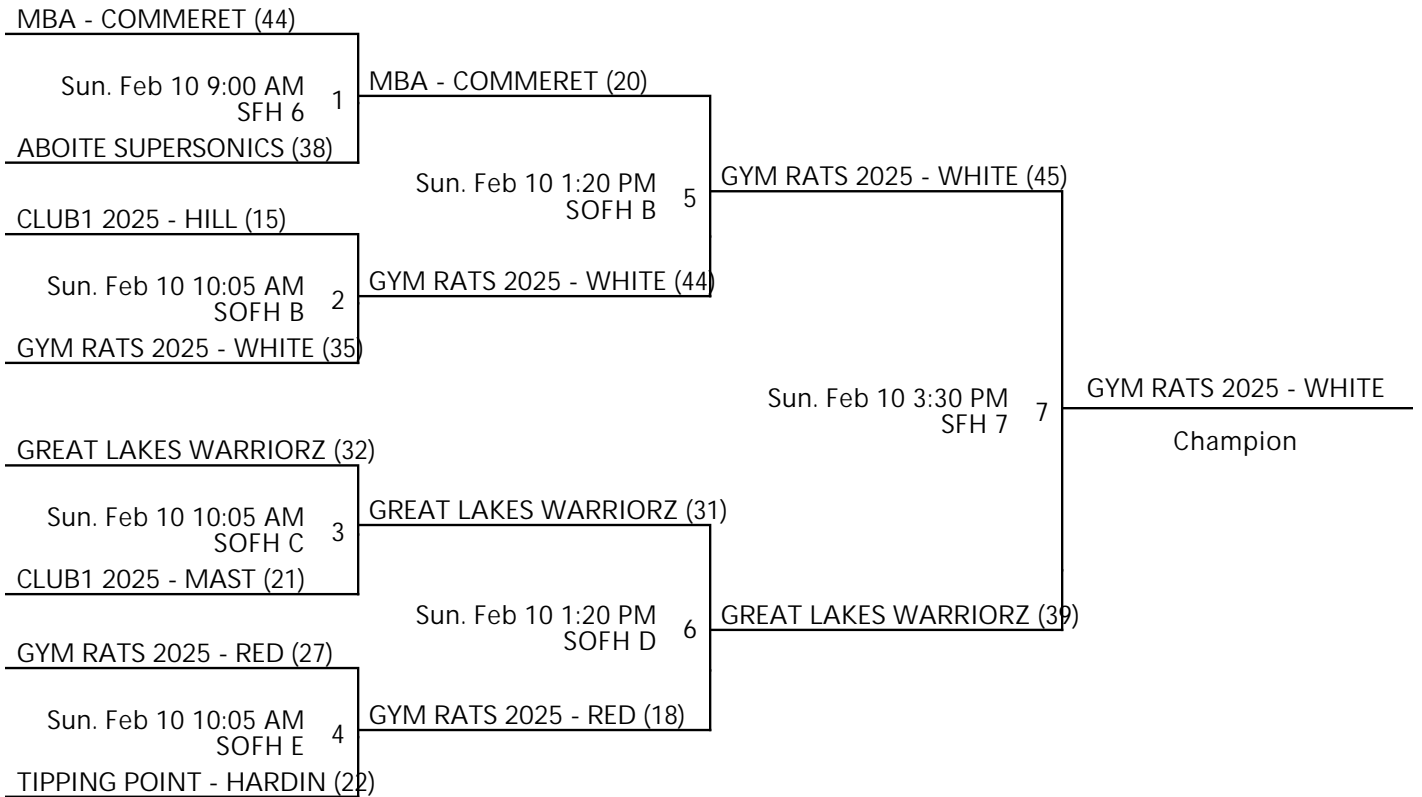 MBA - COMMERET (44)
Sun. Feb 10 9:00 AM
SFH 6
1
ABOITE SUPERSONICS (38)
MBA - COMMERET (20)
Sun. Feb 10 1:20 PM
SOFH B
5
GYM RATS 2025 - WHITE (45)
CLUB1 2025 - HILL (15)
Sun. Feb 10 10:05 AM
SOFH B
2
GYM RATS 2025 - WHITE (35)
GYM RATS 2025 - WHITE (44)
Sun. Feb 10 3:30 PM
SFH 7
7
GYM RATS 2025 - WHITE
Champion
GREAT LAKES WARRIORZ (32)
Sun. Feb 10 10:05 AM
SOFH C
3
CLUB1 2025 - MAST (21)
GREAT LAKES WARRIORZ (31)
Sun. Feb 10 1:20 PM
SOFH D
6
GREAT LAKES WARRIORZ (39)
GYM RATS 2025 - RED (27)
Sun. Feb 10 10:05 AM
SOFH E
4
TIPPING POINT - HARDIN (22)
GYM RATS 2025 - RED (18)